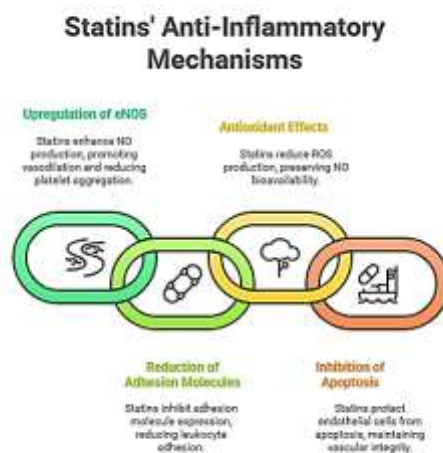 Statins' Anti-Inflammatory
Mechanisms
Upregulation of eNOS
Statins enhance NO
production, promoting
vasodilation and reducing
platelet aggregation.
Antioxidant Effects
Statins reduce ROS
production, preserving NO
bioavailability.
Reduction of
Adhesion Molecules
Statins inhibit adhesion
molecule expression,
reducing leukocyte
adhesion.
Inhibition of
Apoptosis
Statins protect
endothelial cells from
apoptosis, maintaining
vascular integrity.